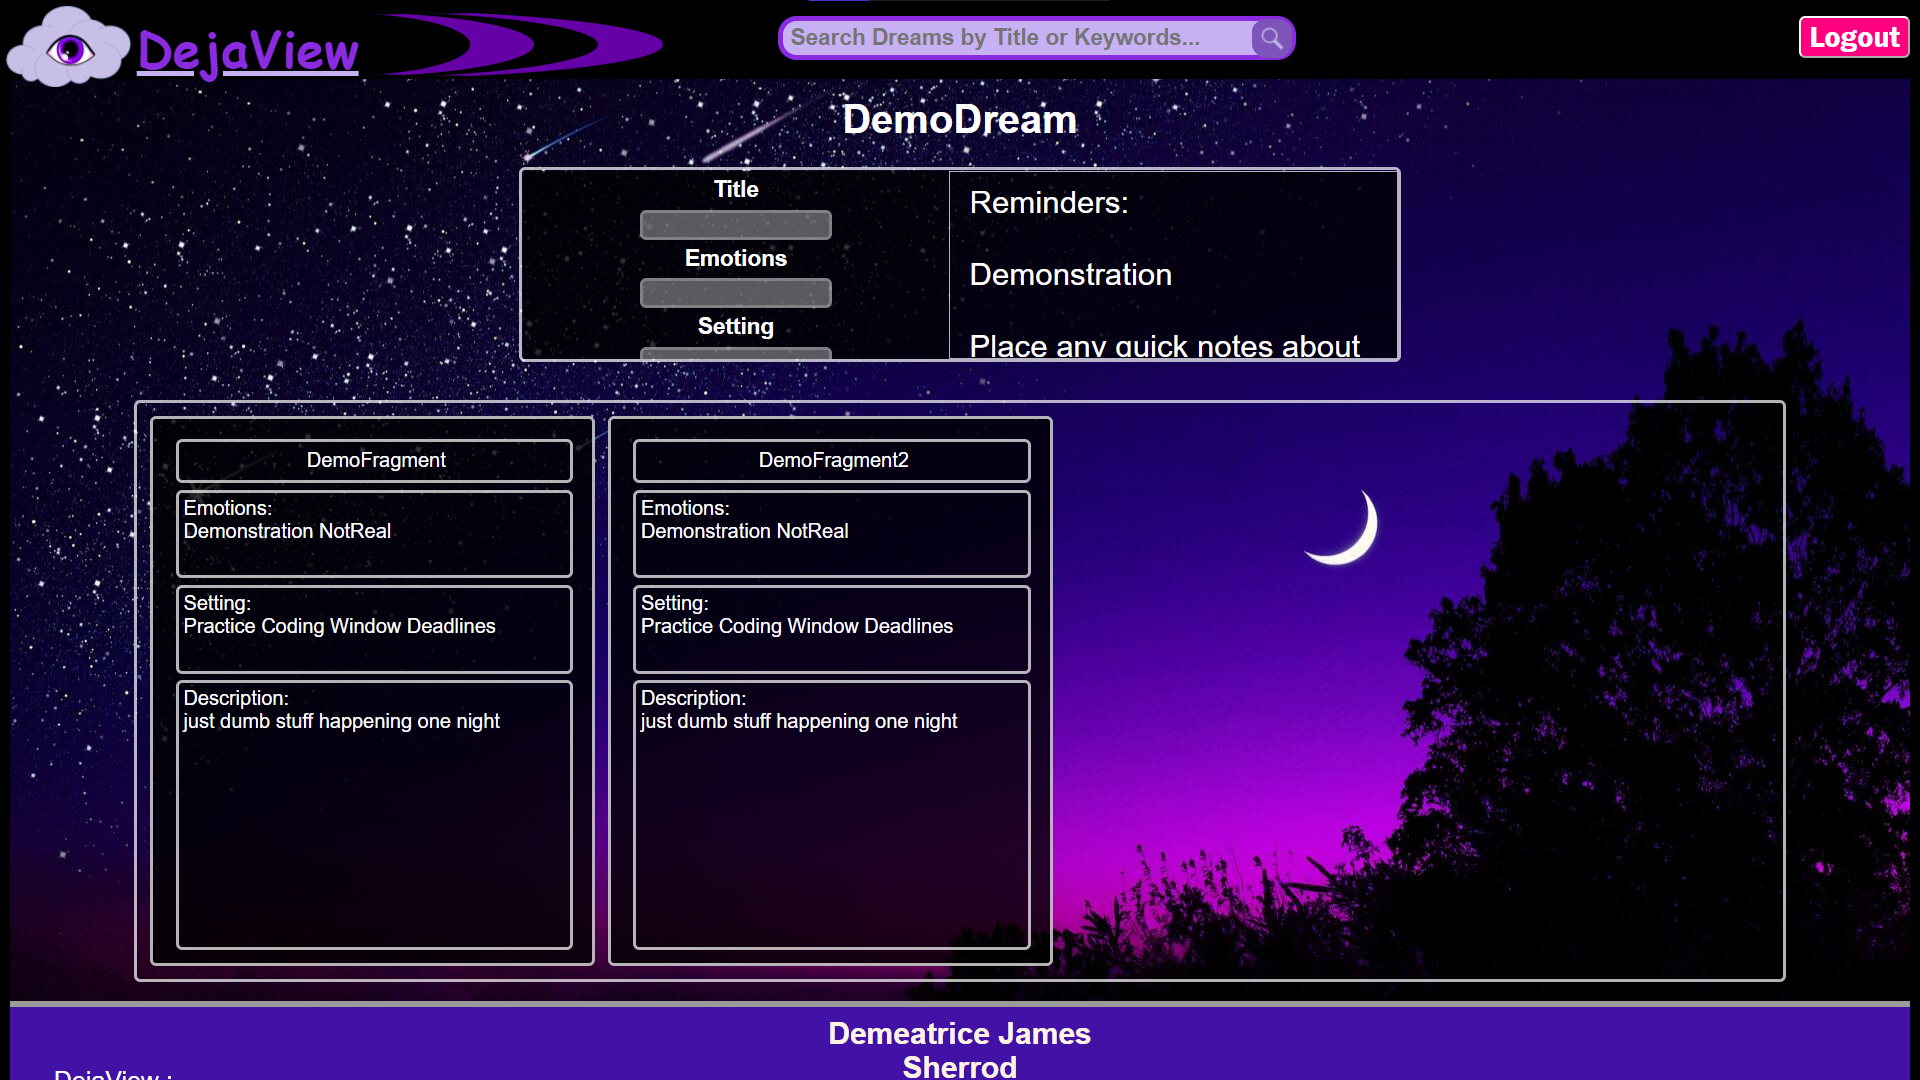 DejaView
Search Dreams by Title or Keywords...
Logout
DemoDream
Title
Emotions
Setting
Reminders:
Demonstration
Place any quick notes about
DemoFragment
Emotions:
Demonstration NotReal
Setting:
Practice Coding Window Deadlines
Description:
just dumb stuff happening one night
DemoFragment2
Emotions:
Demonstration NotReal
Setting:
Practice Coding Window Deadlines
Description:
just dumb stuff happening one night
Demeatrice James
Sherrod
DejaView :